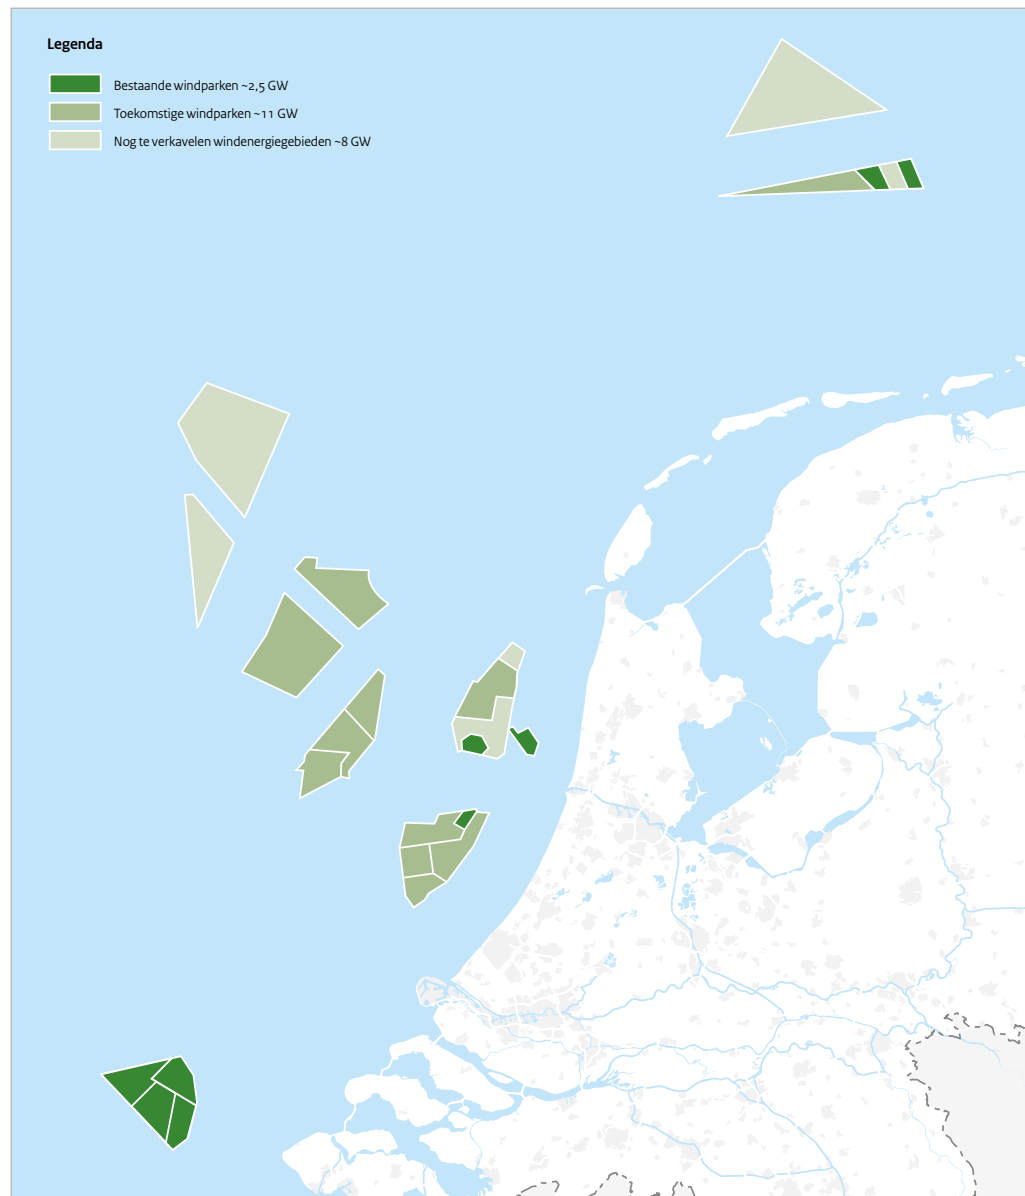 Legenda
Bestaande windparken ~2,5 GW
Toekomstige windparken ~11 GW
Nog te verkavelen windenergiegebieden ~8 GW